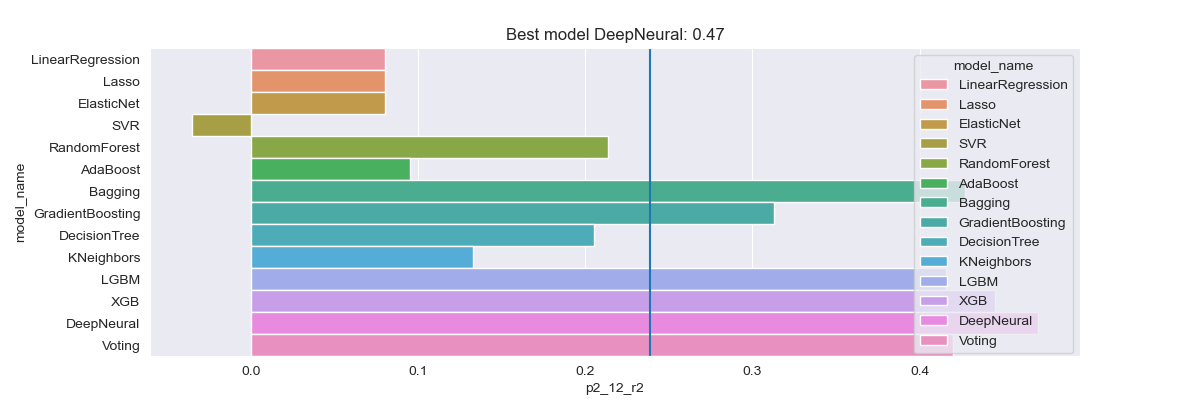 Best model DeepNeural: 0.47
model_name
LinearRegression
Lasso
ElasticNet
SVR
RandomForest
AdaBoost
Bagging
GradientBoosting
DecisionTree
KNeighbors
LGBM
XGB
DeepNeural
Voting
0.0 0.1 0.2 0.3 0.4
p2_12_r2
model_name
LinearRegression
Lasso
ElasticNet
SVR
RandomForest
AdaBoost
Bagging
GradientBoosting
DecisionTree
KNeighbors
LGBM
XGB
DeepNeural
Voting